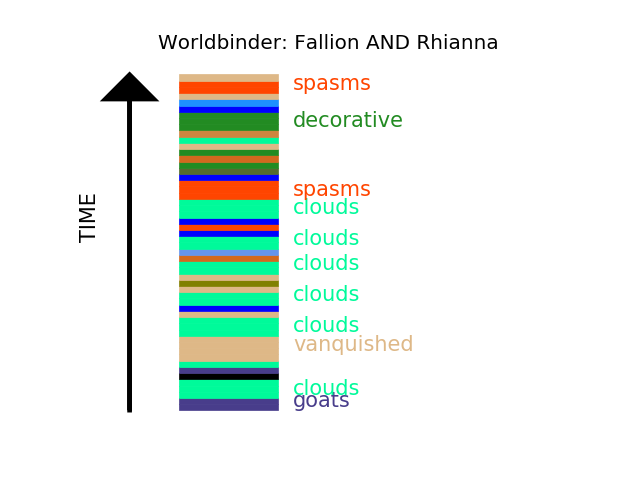 Worldbinder: Fallion AND Rhianna
spasms
decorative
TIME
spasms
clouds
clouds
clouds
clouds
clouds
vanquished
clouds
goats